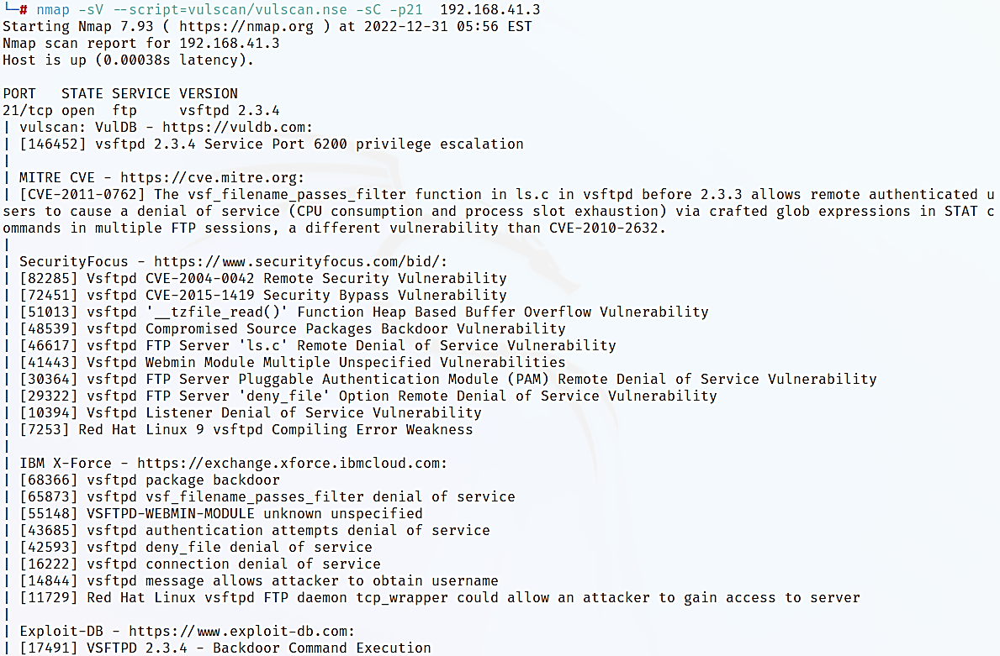 └─# nmap -sV --script=vulscan/vulscan.nse -sC -p21  192.168.41.3
Starting Nmap 7.93 ( https://nmap.org ) at 2022-12-31 05:56 EST
Nmap scan report for 192.168.41.3
Host is up (0.00038s latency).

PORT   STATE SERVICE VERSION
21/tcp open  ftp     vsftpd 2.3.4
| vulscan: VulDB - https://vuldb.com:
| [146452] vsftpd 2.3.4 Service Port 6200 privilege escalation
|
| MITRE CVE - https://cve.mitre.org:
| [CVE-2011-0762] The vsf_filename_passes_filter function in ls.c in vsftpd before 2.3.3 allows remote authenticated u
sers to cause a denial of service (CPU consumption and process slot exhaustion) via crafted glob expressions in STAT c
ommands in multiple FTP sessions, a different vulnerability than CVE-2010-2632.
|
| SecurityFocus - https://www.securityfocus.com/bid/:
| [82285] Vsftpd CVE-2004-0042 Remote Security Vulnerability
| [72451] vsftpd CVE-2015-1419 Security Bypass Vulnerability
| [51013] vsftpd '__tzfile_read()' Function Heap Based Buffer Overflow Vulnerability
| [48539] vsftpd Compromised Source Packages Backdoor Vulnerability
| [46617] vsftpd FTP Server 'ls.c' Remote Denial of Service Vulnerability
| [41443] Vsftpd Webmin Module Multiple Unspecified Vulnerabilities
| [30364] vsftpd FTP Server Pluggable Authentication Module (PAM) Remote Denial of Service Vulnerability
| [29322] vsftpd FTP Server 'deny_file' Option Remote Denial of Service Vulnerability
| [10394] Vsftpd Listener Denial of Service Vulnerability
| [7253] Red Hat Linux 9 vsftpd Compiling Error Weakness
|
| IBM X-Force - https://exchange.xforce.ibmcloud.com:
| [68366] vsftpd package backdoor
| [65873] vsftpd vsf_filename_passes_filter denial of service
| [55148] VSFTPD-WEBMIN-MODULE unknown unspecified
| [43685] vsftpd authentication attempts denial of service
| [42593] vsftpd deny_file denial of service
| [16222] vsftpd connection denial of service
| [14844] vsftpd message allows attacker to obtain username
| [11729] Red Hat Linux vsftpd FTP daemon tcp_wrapper could allow an attacker to gain access to server
|
| Exploit-DB - https://www.exploit-db.com:
| [17491] VSFTPD 2.3.4 - Backdoor Command Execution